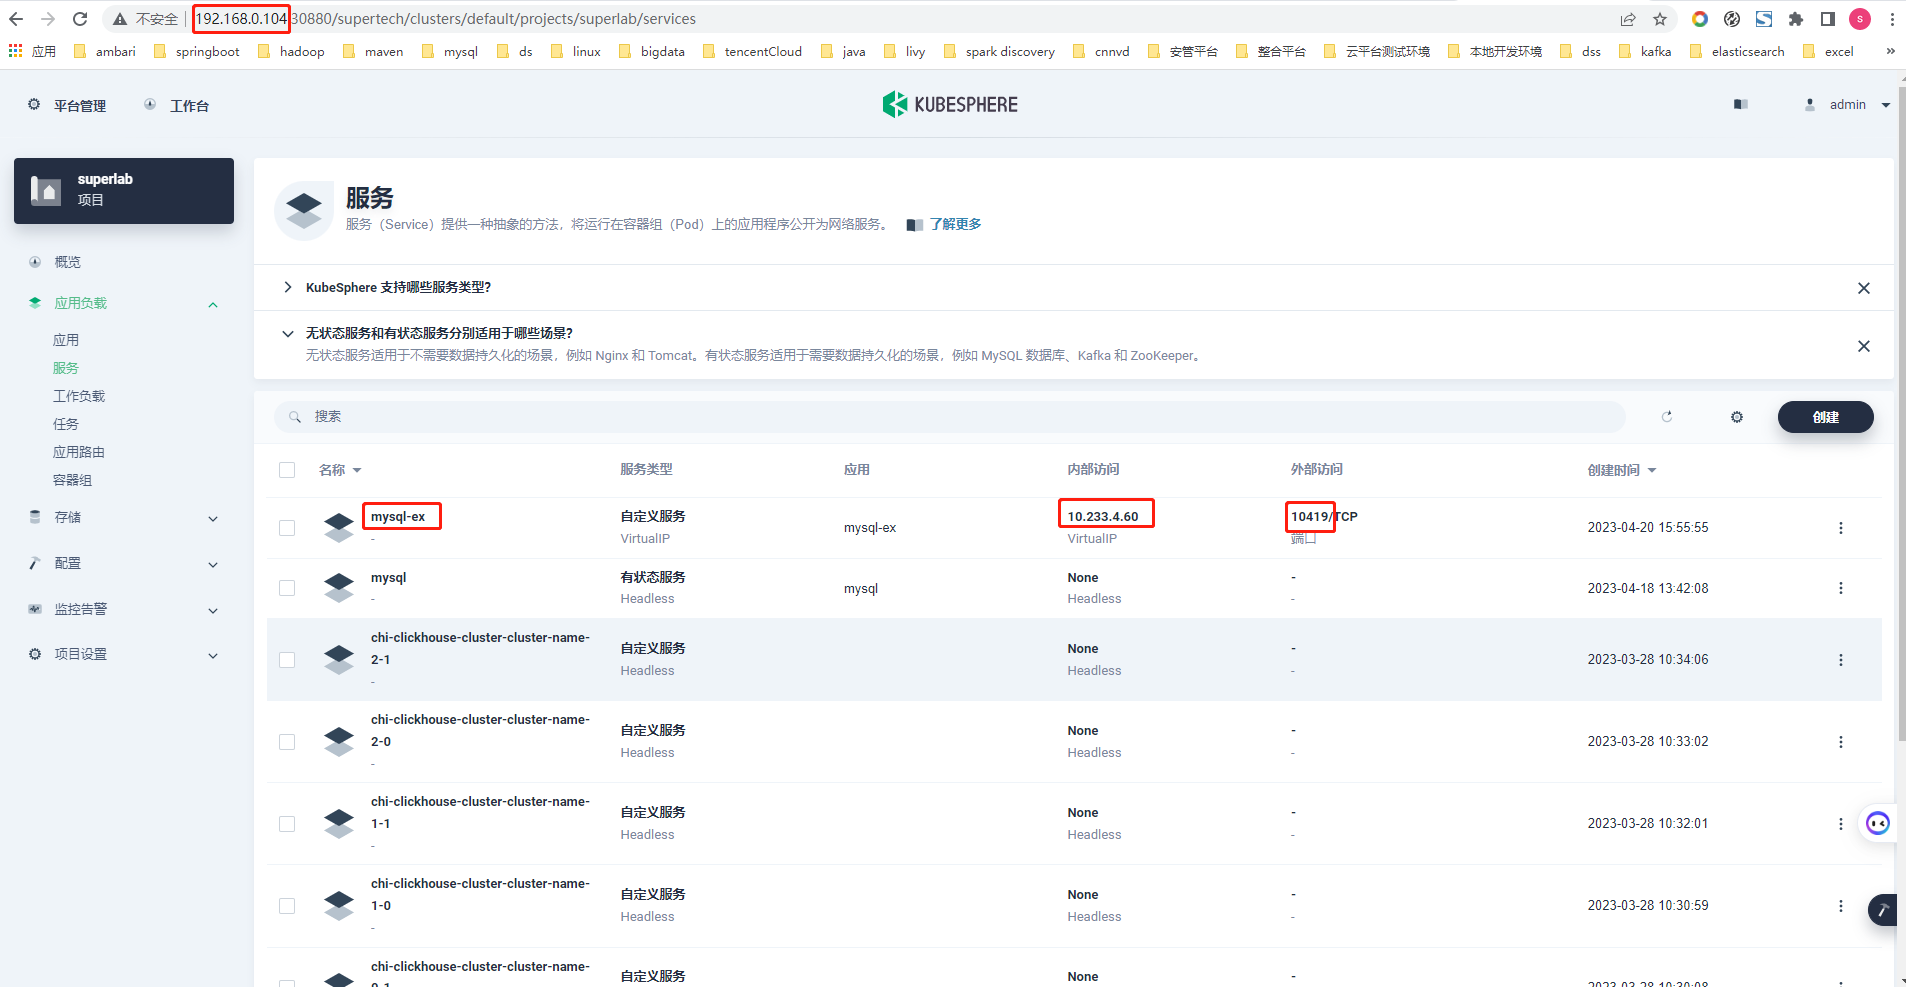 不安全 192.168.0.104:30880/supertech/clusters/default/projects/superlab/services
应用 ambari springboot hadoop maven mysql ds linux bigdata tencentCloud java livy spark discovery cnnvd 安管平台 整合平台 云平台测试环境 本地开发环境 dss kafka elasticsearch excel »
平台管理 工作台 KUBESPHERE admin
superlab
项目
概览
应用负载
应用
服务
工作负载
任务
应用路由
容器组
存储
配置
监控告警
项目设置
服务
服务（Service）提供一种抽象的方法，将运行在容器组（Pod）上的应用程序公开为网络服务。 了解更多
KubeSphere 支持哪些服务类型?
无状态服务和有状态服务分别适用于哪些场景?
无状态服务适用于不需要数据持久化的场景，例如 Nginx 和 Tomcat。有状态服务适用于需要数据持久化的场景，例如 MySQL 数据库、Kafka 和 ZooKeeper。
搜索 创建
名称 服务类型 应用 内部访问 外部访问 创建时间
mysql-ex 自定义服务 mysql-ex 10.233.4.60 10419/TCP 2023-04-20 15:55:55
- VirtualIP VirtualIP 端口
mysql 有状态服务 mysql None - 2023-04-18 13:42:08
- Headless Headless -
chi-clickhouse-cluster-cluster-name-
2-1 自定义服务 None - 2023-03-28 10:34:06
- Headless Headless -
chi-clickhouse-cluster-cluster-name-
2-0 自定义服务 None - 2023-03-28 10:33:02
- Headless Headless -
chi-clickhouse-cluster-cluster-name-
1-1 自定义服务 None - 2023-03-28 10:32:01
- Headless Headless -
chi-clickhouse-cluster-cluster-name-
1-0 自定义服务 None - 2023-03-28 10:30:59
- Headless Headless -
chi-clickhouse-cluster-cluster-name-
0-1 自定义服务 None - 2023-03-28 10:30:08